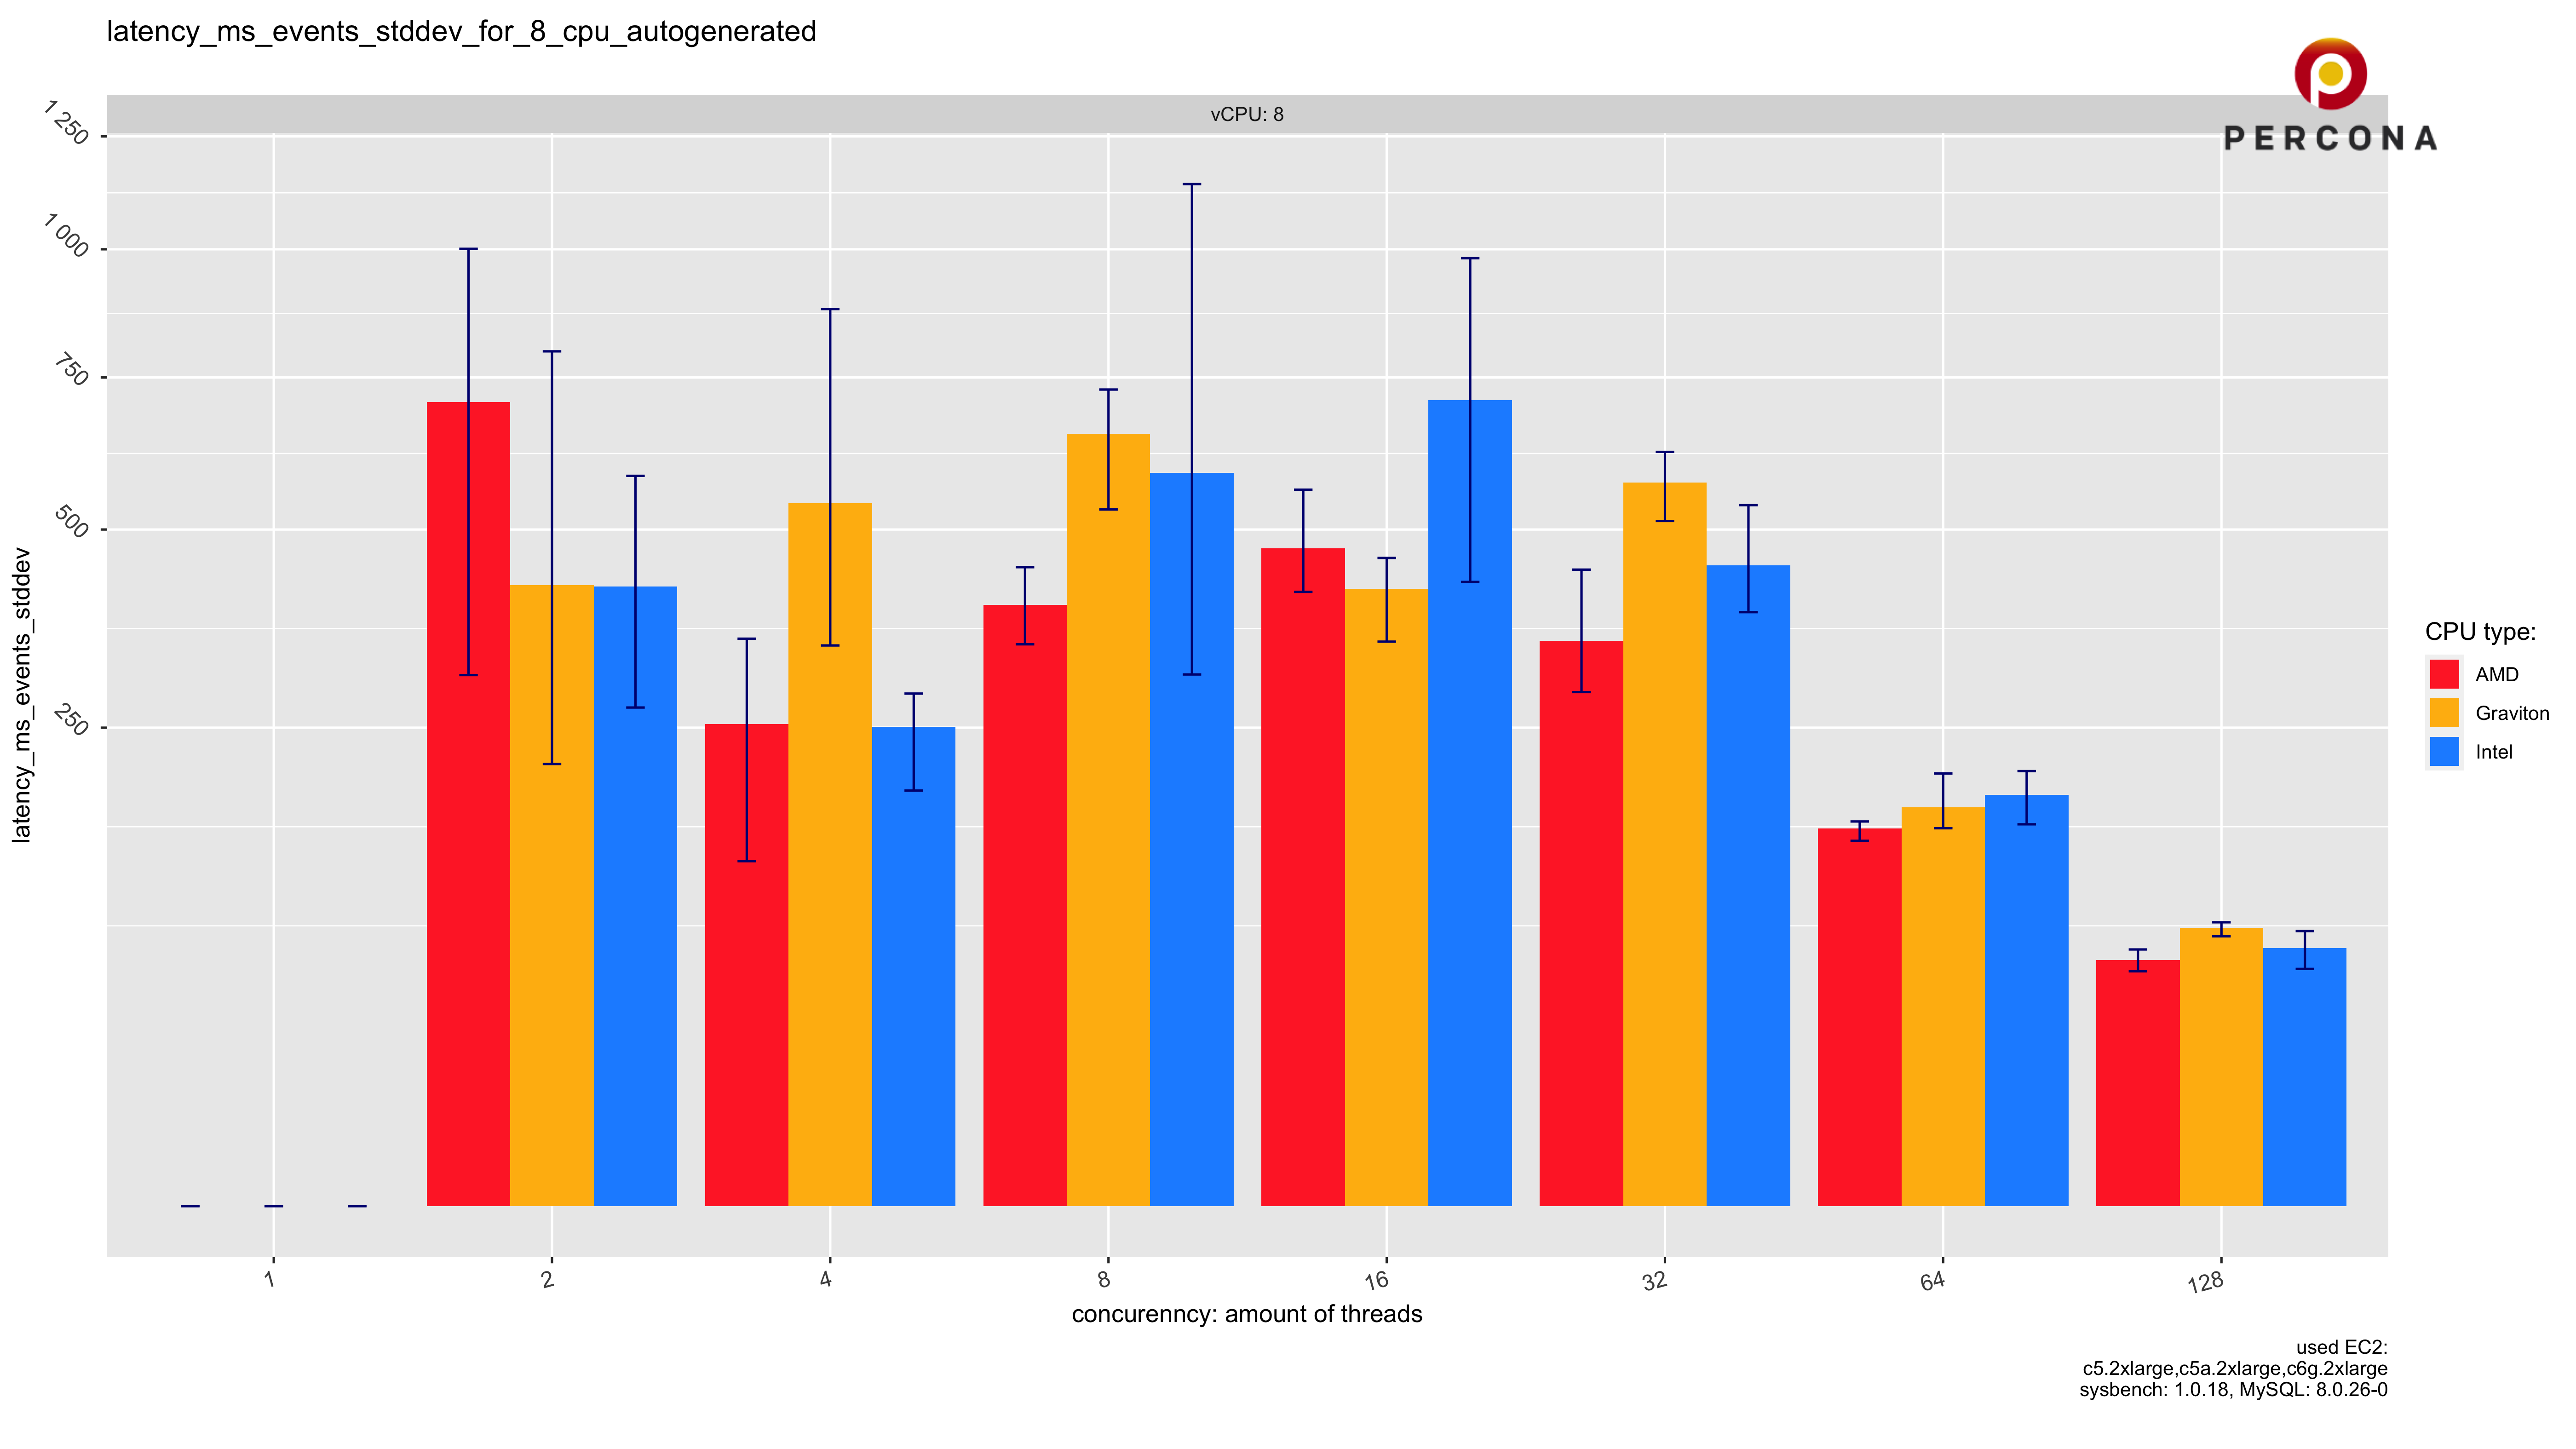 latency_ms_events_stddev_for_8_cpu_autogenerated
PERCONA
vCPU: 8
1 250
1 000
750
500
250
latency_ms_events_stddev
1 2 4 8 16 32 64 128
concurenncy: amount of threads
CPU type:
AMD
Graviton
Intel
used EC2:
c5.2xlarge,c5a.2xlarge,c6g.2xlarge
sysbench: 1.0.18, MySQL: 8.0.26-0